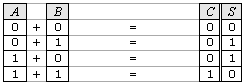 A B C S
0 + 0 = 0 0
0 + 1 = 0 1
1 + 0 = 0 1
1 + 1 = 1 0